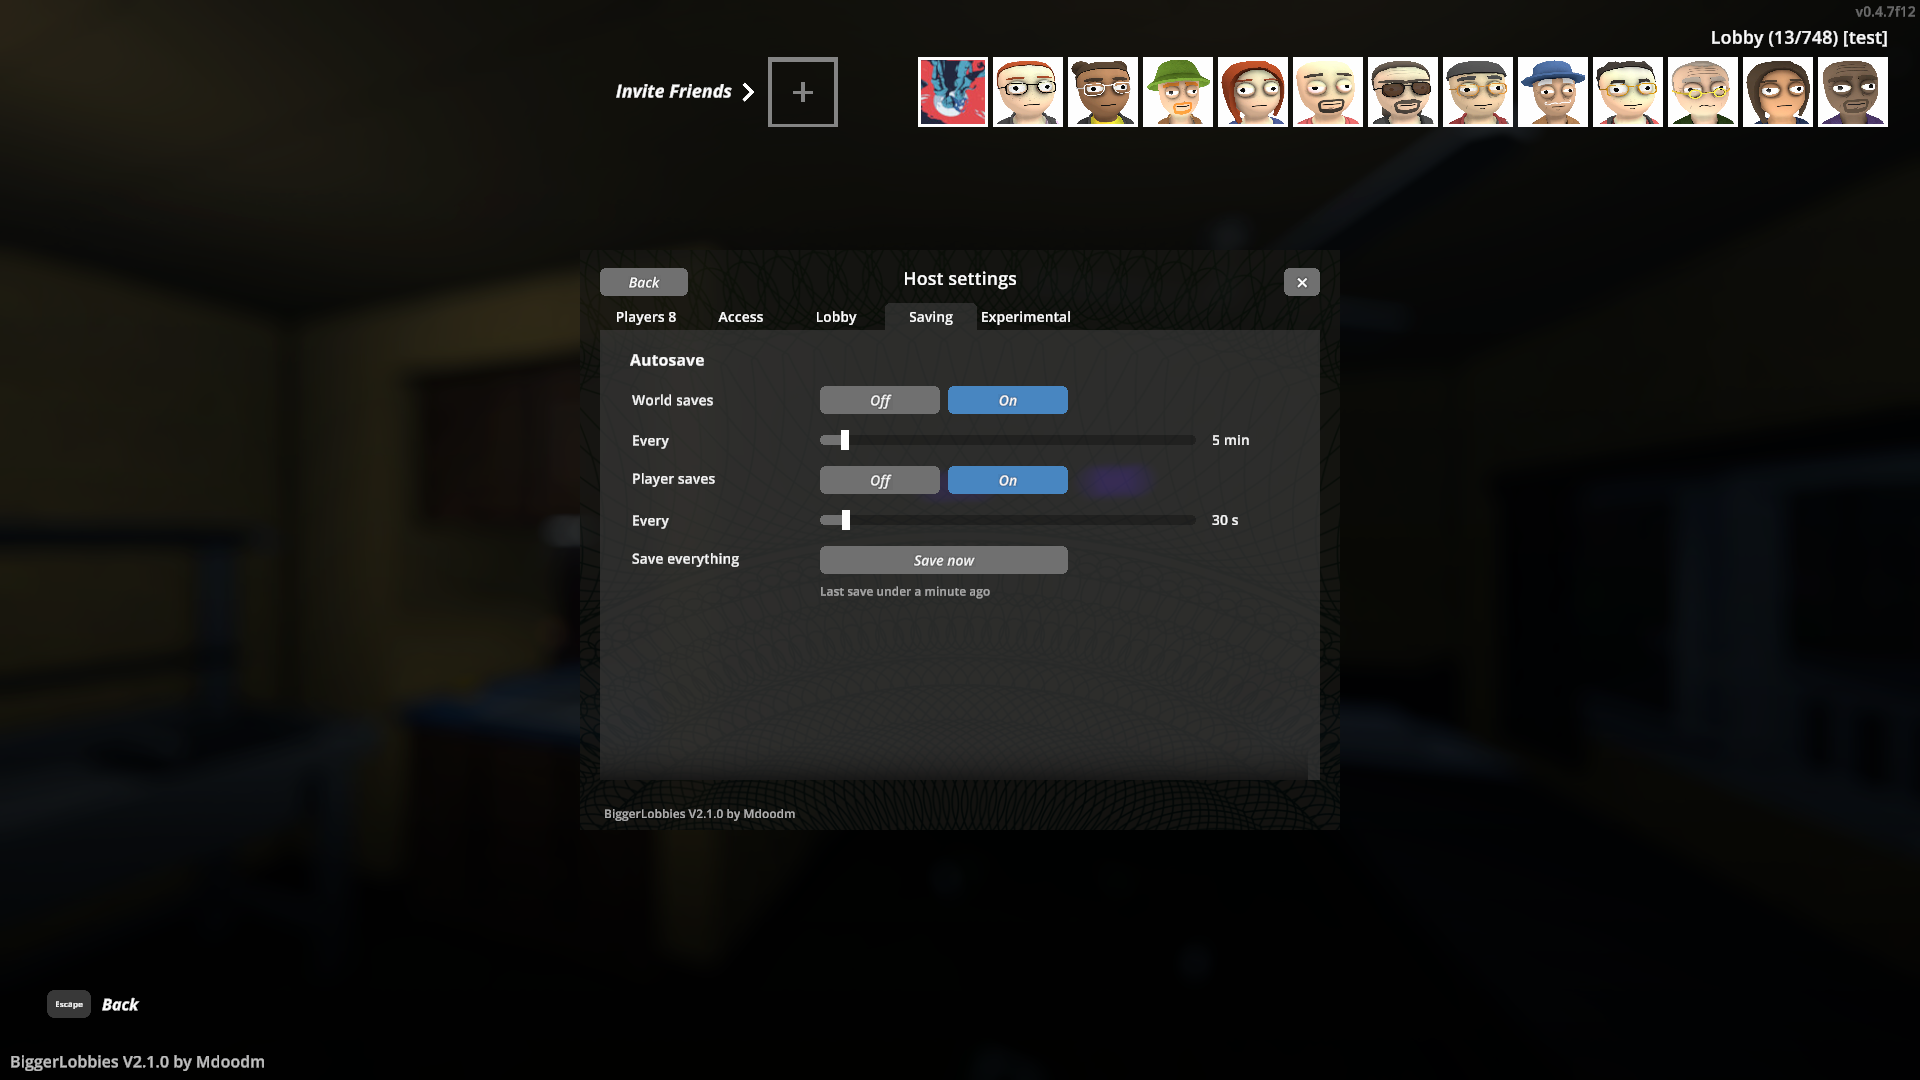 v0.4.7f12
Lobby (13/748) [test]
Invite Friends
Back
Host settings
Players 8 Access Lobby Saving Experimental
Autosave
World saves Off On
Every 5 min
Player saves Off On
Every 30 s
Save everything Save now
Last save under a minute ago
BiggerLobbies V2.1.0 by Mdoodm
Escape Back
BiggerLobbies V2.1.0 by Mdoodm